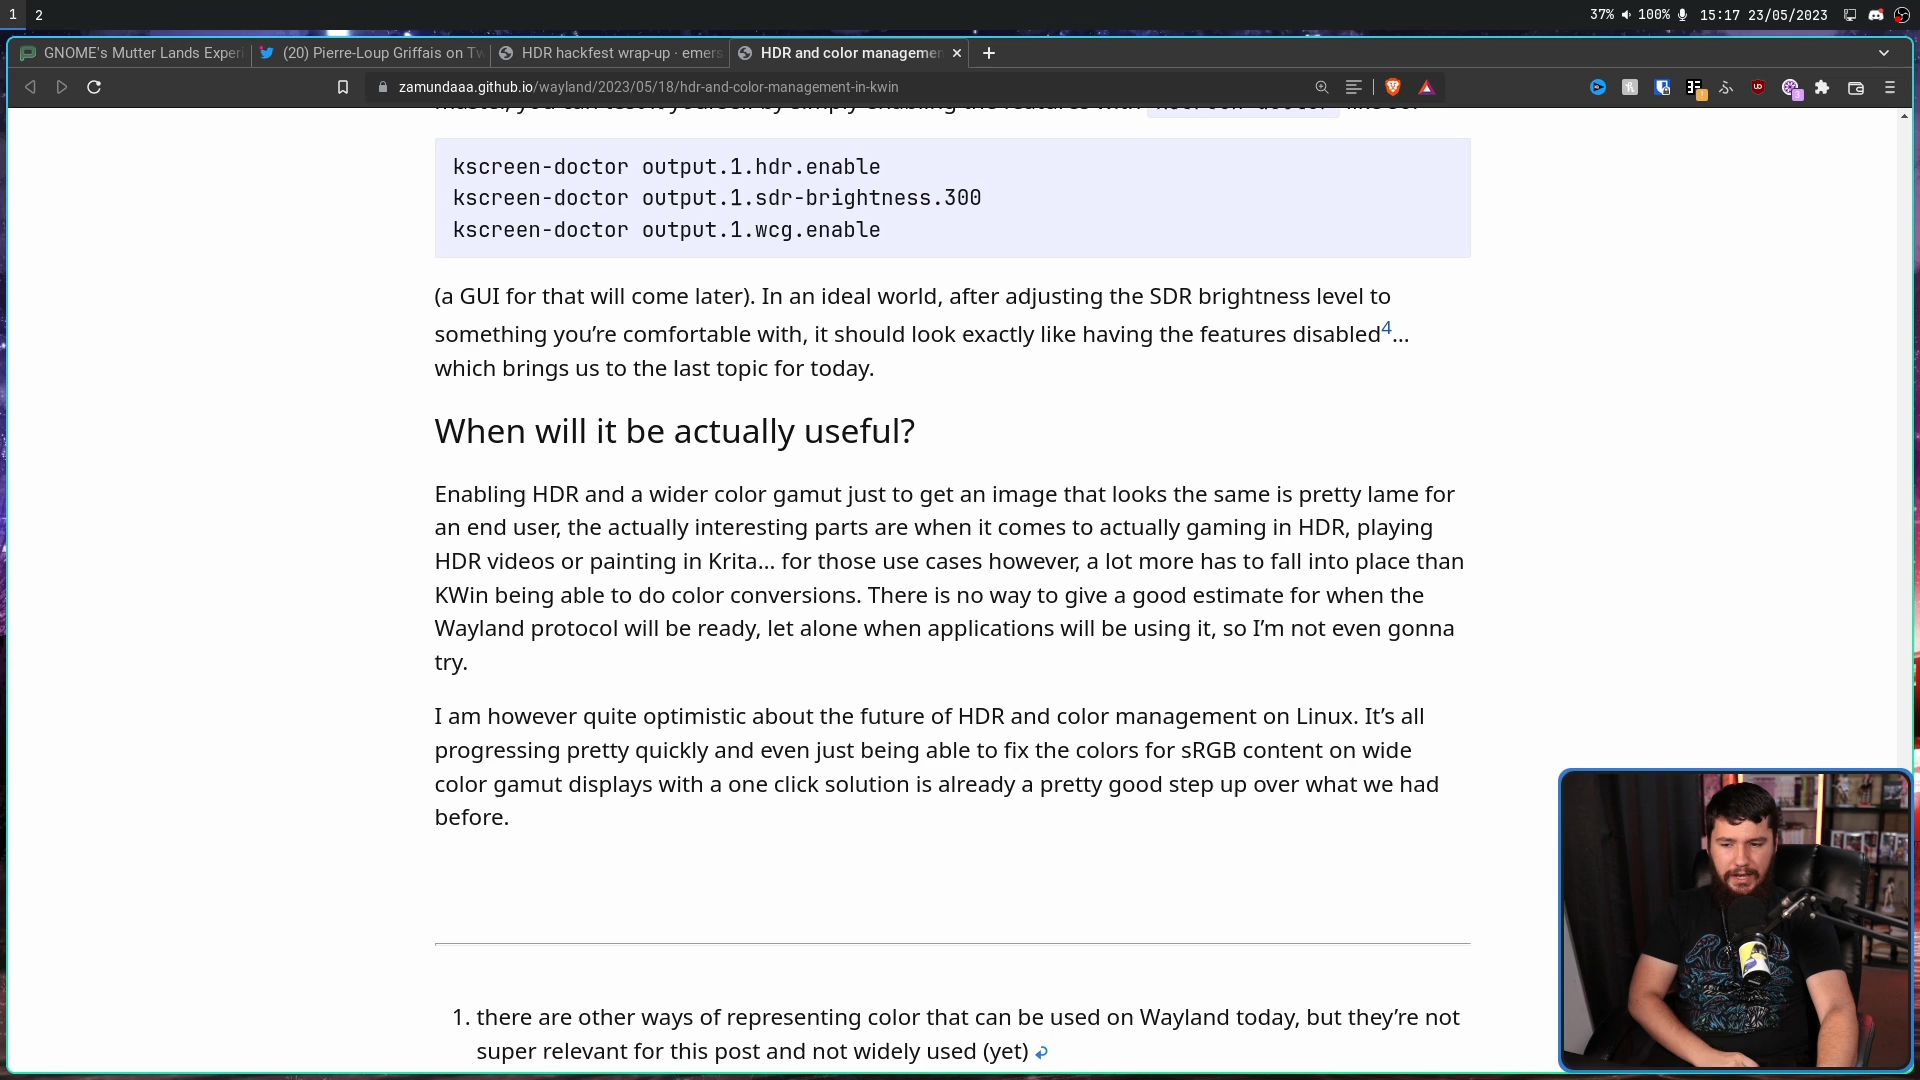 1 2 37% 100% 15:17 23/05/2023
GNOME's Mutter Lands Exper (20) Pierre-Loup Griffais on Tw HDR hackfest wrap-up · emers HDR and color managemen
zamundaaa.github.io/wayland/2023/05/18/hdr-and-color-management-in-kwin
kscreen-doctor output.1.hdr.enable
kscreen-doctor output.1.sdr-brightness.300
kscreen-doctor output.1.wcg.enable
(a GUI for that will come later). In an ideal world, after adjusting the SDR brightness level to
something you’re comfortable with, it should look exactly like having the features disabled4…
which brings us to the last topic for today.
When will it be actually useful?
Enabling HDR and a wider color gamut just to get an image that looks the same is pretty lame for
an end user, the actually interesting parts are when it comes to actually gaming in HDR, playing
HDR videos or painting in Krita… for those use cases however, a lot more has to fall into place than
KWin being able to do color conversions. There is no way to give a good estimate for when the
Wayland protocol will be ready, let alone when applications will be using it, so I’m not even gonna
try.
I am however quite optimistic about the future of HDR and color management on Linux. It’s all
progressing pretty quickly and even just being able to fix the colors for sRGB content on wide
color gamut displays with a one click solution is already a pretty good step up over what we had
before.
1. there are other ways of representing color that can be used on Wayland today, but they’re not
super relevant for this post and not widely used (yet)